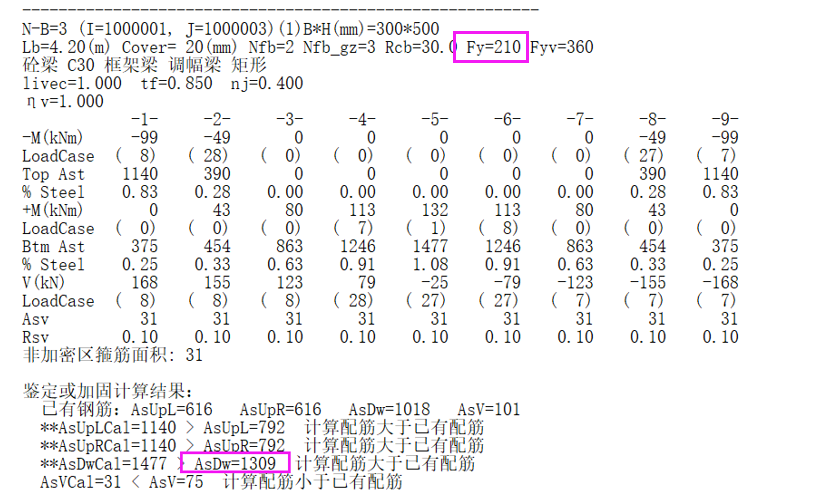 --------------------------------------------------------
N-B=3 (I=1000001, J=1000003)(1)B*H(mm)=300*500
Lb=4.20(m) Cover= 20(mm) Nfb=2 Nfb_gz=3 Rcb=30.0 Fy=210 Fyv=360
砼梁 C30 框架梁 调幅梁 矩形
livec=1.000 tf=0.850 nj=0.400
ηv=1.000
-1- -2- -3- -4- -5- -6- -7- -8- -9-
-M(kNm) -99 -49 0 0 0 0 0 -49 -99
LoadCase ( 8) ( 28) ( 0) ( 0) ( 0) ( 0) ( 0) ( 27) ( 7)
Top Ast 1140 390 0 0 0 0 0 390 1140
% Steel 0.83 0.28 0.00 0.00 0.00 0.00 0.00 0.28 0.83
+M(kNm) 0 43 80 113 132 113 80 43 0
LoadCase ( 0) ( 0) ( 0) ( 7) ( 1) ( 8) ( 0) ( 0) ( 0)
Btm Ast 375 454 863 1246 1477 1246 863 454 375
% Steel 0.25 0.33 0.63 0.91 1.08 0.91 0.63 0.33 0.25
V(kN) 168 155 123 79 -25 -79 -123 -155 -168
LoadCase ( 8) ( 8) ( 8) ( 28) ( 27) ( 27) ( 7) ( 7) ( 7)
Asv 31 31 31 31 31 31 31 31 31
Rsv 0.10 0.10 0.10 0.10 0.10 0.10 0.10 0.10 0.10
非加密区箍筋面积: 31
鉴定或加固计算结果:
已有钢筋: AsUpL=616 AsUpR=616 AsDw=1018 AsV=101
**AsUpLCal=1140 > AsUpL=792 计算配筋大于已有配筋
**AsUpRCal=1140 > AsUpR=792 计算配筋大于已有配筋
**AsDwCal=1477 > AsDw=1309 计算配筋大于已有配筋
AsVCal=31 < AsV=75 计算配筋小于已有配筋